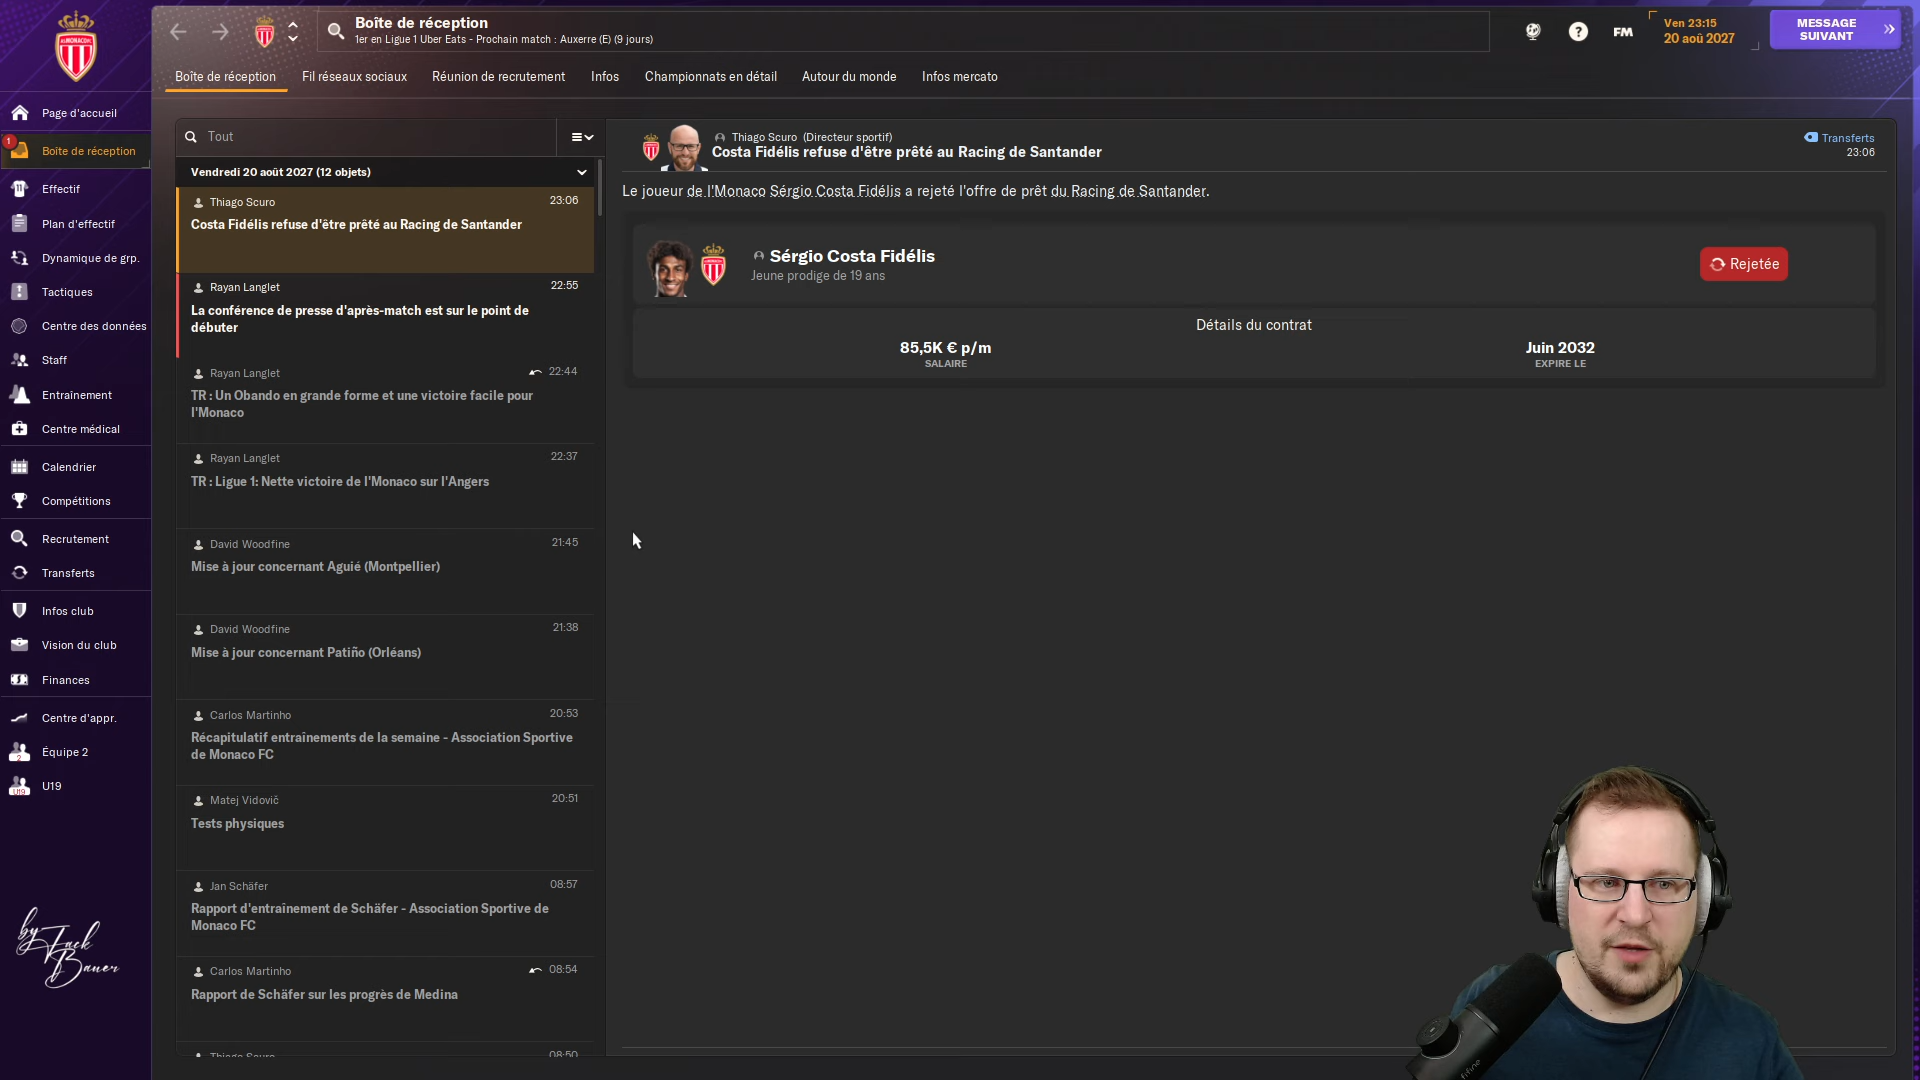 Boîte de réception
1er en Ligue 1 Uber Eats - Prochain match : Auxerre (E) (9 jours)
FM
Ven 23:15
20 aoû 2027
MESSAGE
SUIVANT
Boîte de réception
Fil réseaux sociaux
Réunion de recrutement
Infos
Championnats en détail
Autour du monde
Infos mercato
Page d'accueil
1
Boîte de réception
Effectif
Plan d'effectif
Dynamique de grp.
Tactiques
Centre des données
Staff
Entraînement
Centre médical
Calendrier
Compétitions
Recrutement
Transferts
Infos club
Vision du club
Finances
Centre d'appr.
Équipe 2
U19
by Jack
Bauer
Tout
Vendredi 20 août 2027 (12 objets)
Thiago Scuro
23:06
Costa Fidélis refuse d'être prêté au Racing de Santander
Rayan Langlet
22:55
La conférence de presse d'après-match est sur le point de
débuter
Rayan Langlet
22:44
TR : Un Obando en grande forme et une victoire facile pour
l'Monaco
Rayan Langlet
22:37
TR : Ligue 1: Nette victoire de l'Monaco sur l'Angers
David Woodfine
21:45
Mise à jour concernant Aguié (Montpellier)
David Woodfine
21:38
Mise à jour concernant Patiño (Orléans)
Carlos Martinho
20:53
Récapitulatif entraînements de la semaine - Association Sportive
de Monaco FC
Matej Vidovič
20:51
Tests physiques
Jan Schäfer
08:57
Rapport d'entraînement de Schäfer - Association Sportive de
Monaco FC
Carlos Martinho
08:54
Rapport de Schäfer sur les progrès de Medina
Thiago Scuro
08:50
Thiago Scuro (Directeur sportif)
Costa Fidélis refuse d'être prêté au Racing de Santander
Transferts
23:06
Le joueur de l'Monaco Sérgio Costa Fidélis a rejeté l'offre de prêt du Racing de Santander.
Sérgio Costa Fidélis
Jeune prodige de 19 ans
Rejetée
Détails du contrat
85,5K € p/m
SALAIRE
Juin 2032
EXPIRE LE
fifine